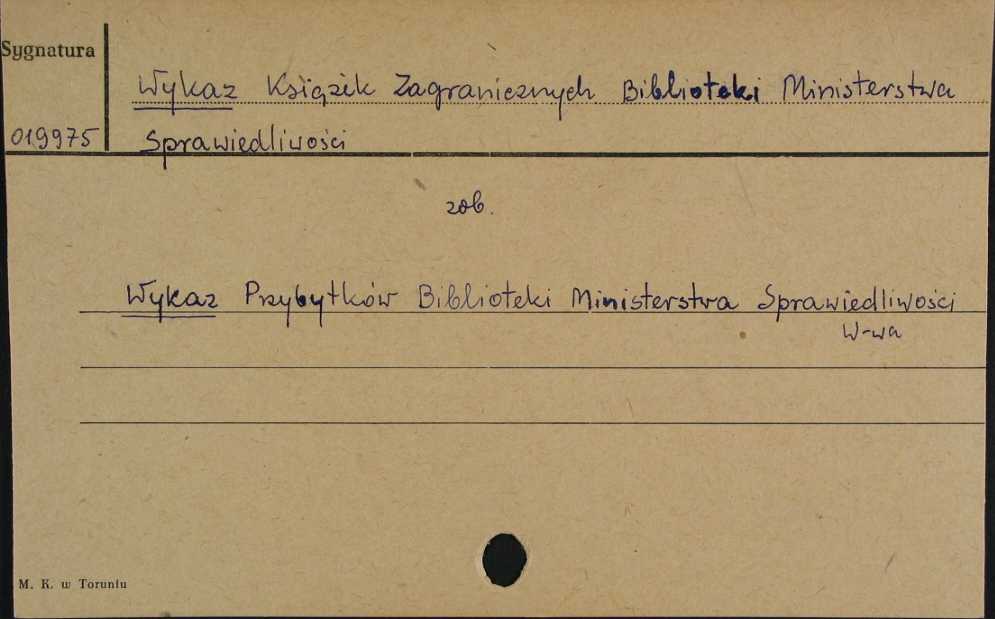 Sygnatura
Wykaz Książek Zagranicznych Biblioteki Ministerstwa
019975 Sprawiedliwości
zob.
Wykaz Przybytków Biblioteki Ministerstwa Sprawiedliwości
W-wa
M. K. w Toruniu